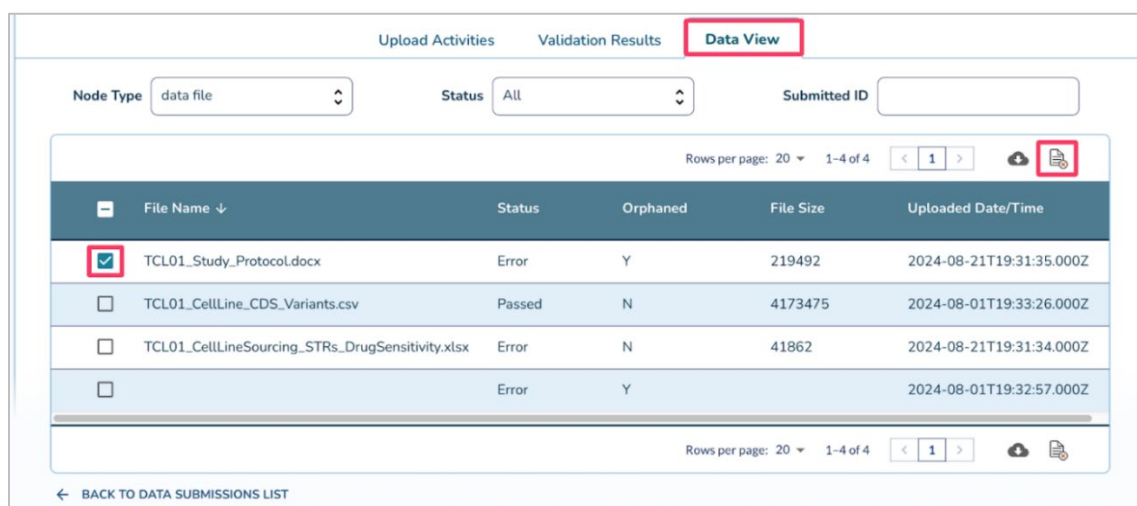 Upload Activities Validation Results Data View
Node Type data file Status All Submitted ID
Rows per page: 20 1–4 of 4 < 1 >
File Name ↓ Status Orphaned File Size Uploaded Date/Time
TCL01_Study_Protocol.docx Error Y 219492 2024-08-21T19:31:35.000Z
TCL01_CellLine_CDS_Variants.csv Passed N 4173475 2024-08-01T19:33:26.000Z
TCL01_CellLineSourcing_STRs_DrugSensitivity.xlsx Error N 41862 2024-08-21T19:31:34.000Z
Error Y 2024-08-01T19:32:57.000Z
Rows per page: 20 1–4 of 4 < 1 >
← BACK TO DATA SUBMISSIONS LIST